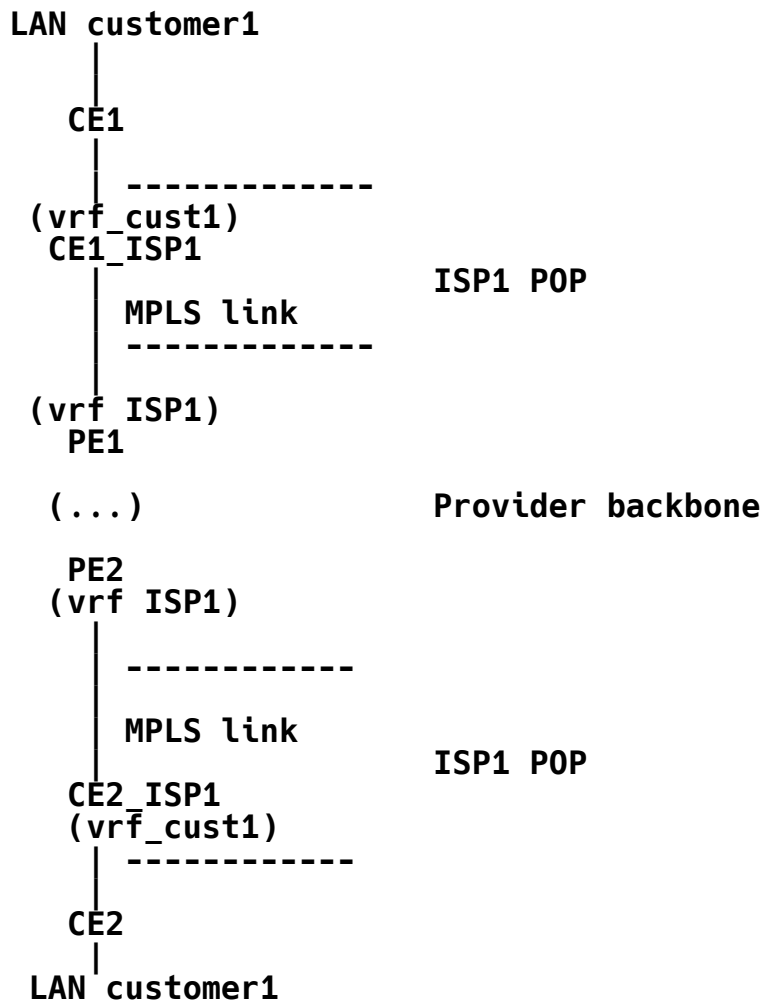 LAN customer1
CE1
-------------
(vrf_cust1)
CE1_ISP1
ISP1 POP
MPLS link
-------------
(vrf ISP1)
PE1
(...) Provider backbone
PE2
(vrf ISP1)
------------
MPLS link
ISP1 POP
CE2_ISP1
(vrf_cust1)
------------
CE2
LAN customer1